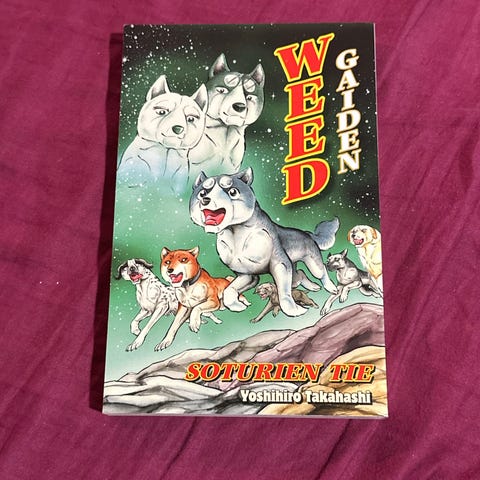 WEED
GAIDEN
SOTURIEN TIE
Yoshihiro Takahashi